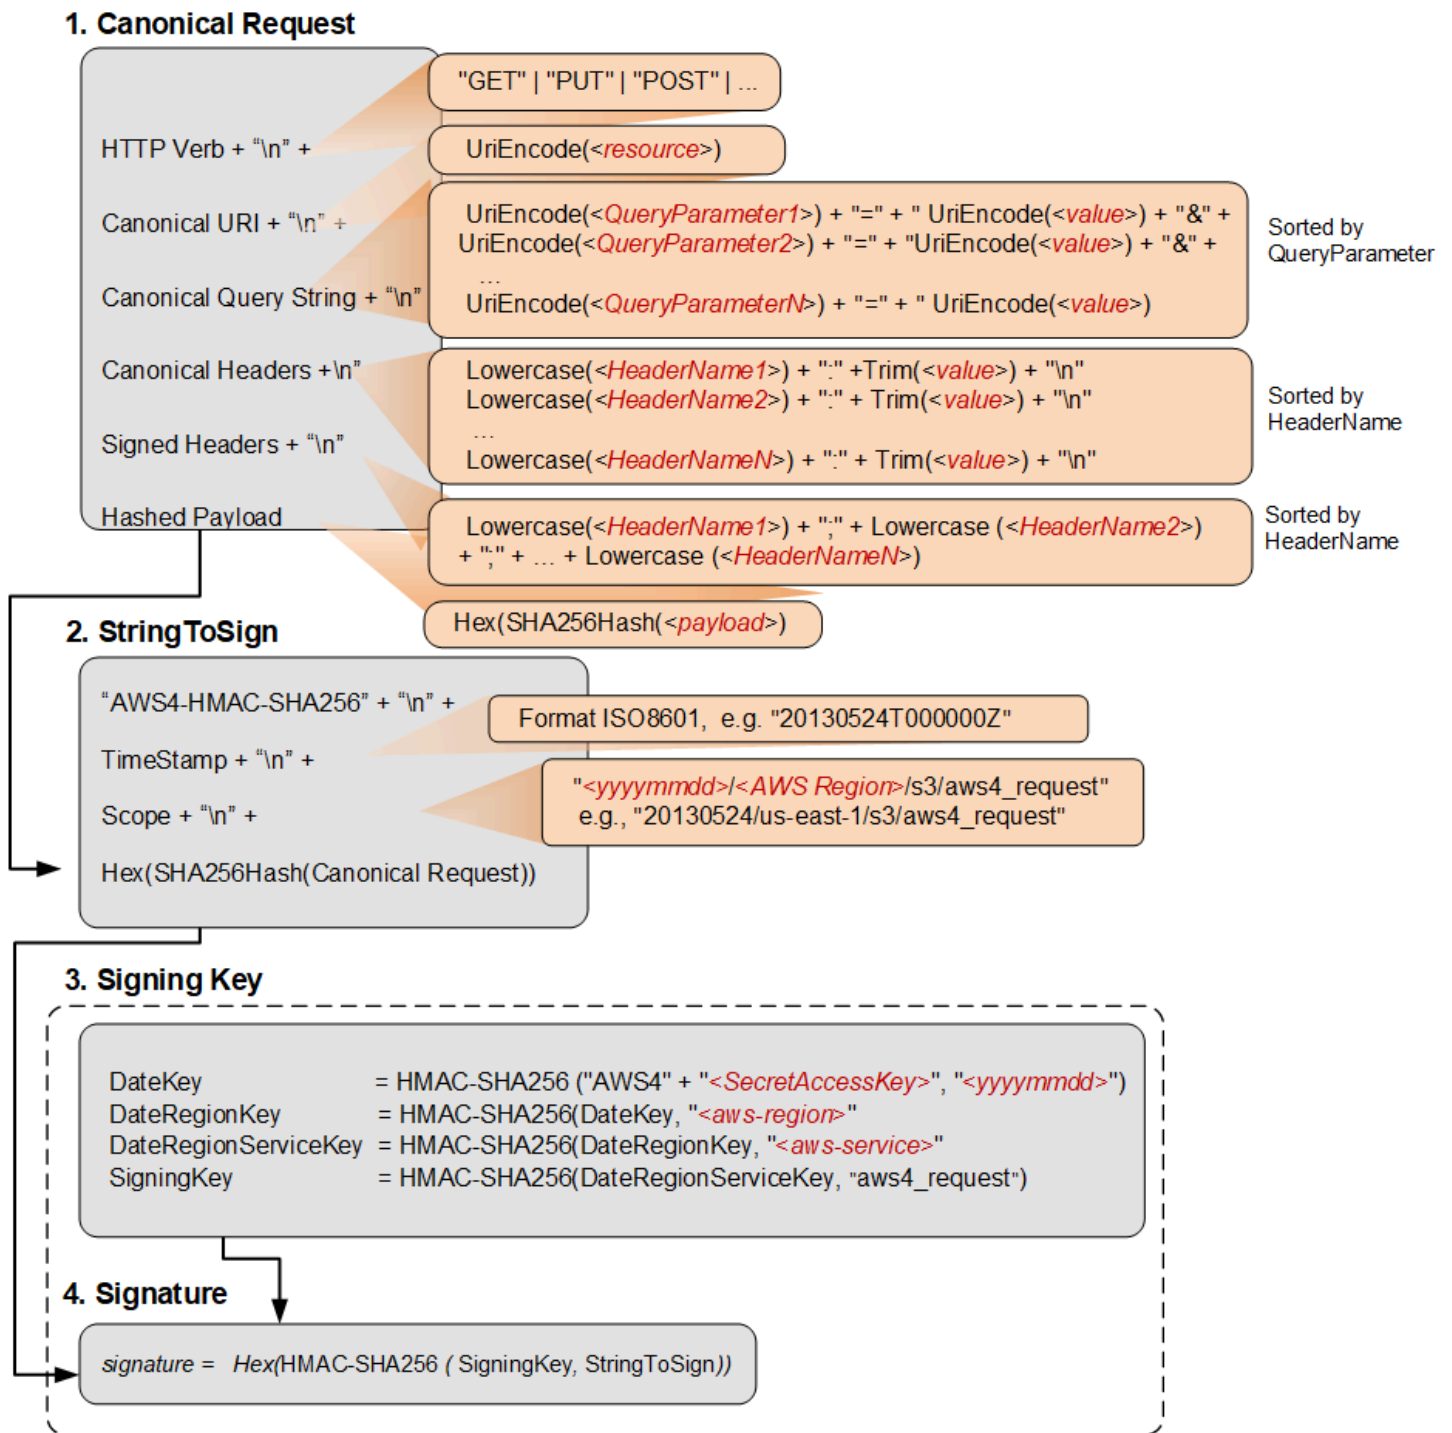 1. Canonical Request
"GET" | "PUT" | "POST" | ...
HTTP Verb + “\n” +
UriEncode(<resource>)
Canonical URI + “\n” +
UriEncode(<QueryParameter1>) + "=" + " UriEncode(<value>) + "&" +
UriEncode(<QueryParameter2>) + "=" + "UriEncode(<value>) + "&" +
...
UriEncode(<QueryParameterN>) + "=" + " UriEncode(<value>)
Sorted by
QueryParameter
Canonical Query String + “\n”
Canonical Headers +\n”
Lowercase(<HeaderName1>) + ":" +Trim(<value>) + "\n"
Lowercase(<HeaderName2>) + ":" + Trim(<value>) + "\n"
...
Lowercase(<HeaderNameN>) + ":" + Trim(<value>) + "\n"
Sorted by
HeaderName
Signed Headers + “\n”
Hashed Payload
Lowercase(<HeaderName1>) + ";" + Lowercase (<HeaderName2>)
+ ";" + ... + Lowercase (<HeaderNameN>)
Sorted by
HeaderName
Hex(SHA256Hash(<payload>)
2. StringToSign
“AWS4-HMAC-SHA256” + “\n” +
Format ISO8601, e.g. "20130524T000000Z"
TimeStamp + “\n” +
"<yyyymmdd>/<AWS Region>/s3/aws4_request"
e.g., "20130524/us-east-1/s3/aws4_request"
Scope + “\n” +
Hex(SHA256Hash(Canonical Request))
3. Signing Key
DateKey = HMAC-SHA256 ("AWS4" + "<SecretAccessKey>", "<yyyymmdd>")
DateRegionKey = HMAC-SHA256(DateKey, "<aws-region>"
DateRegionServiceKey = HMAC-SHA256(DateRegionKey, "<aws-service>"
SigningKey = HMAC-SHA256(DateRegionServiceKey, "aws4_request")
4. Signature
signature = Hex(HMAC-SHA256 ( SigningKey, StringToSign))